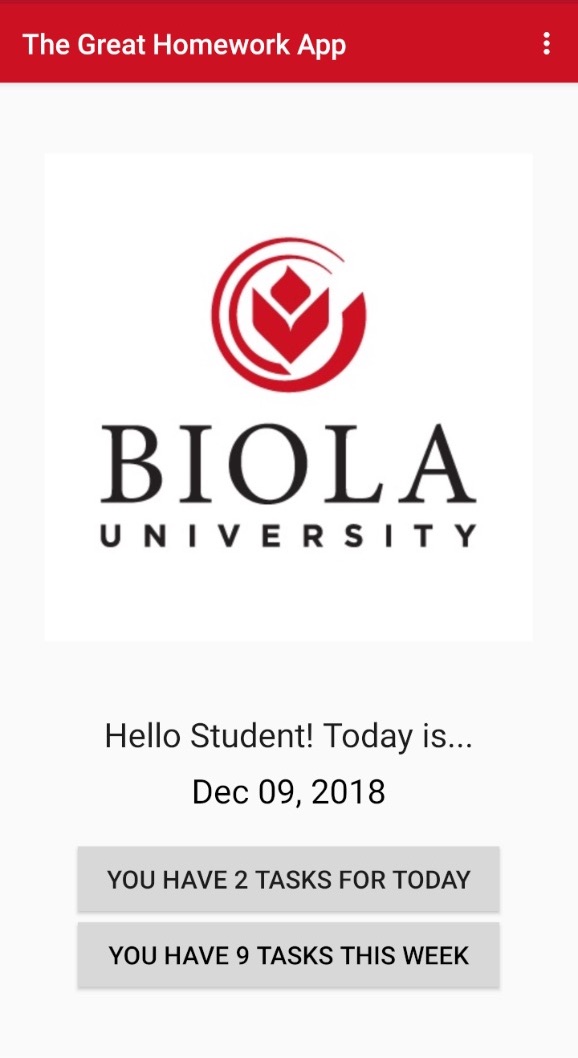 The Great Homework App
BIOLA
UNIVERSITY
Hello Student! Today is...
Dec 09, 2018
YOU HAVE 2 TASKS FOR TODAY
YOU HAVE 9 TASKS THIS WEEK